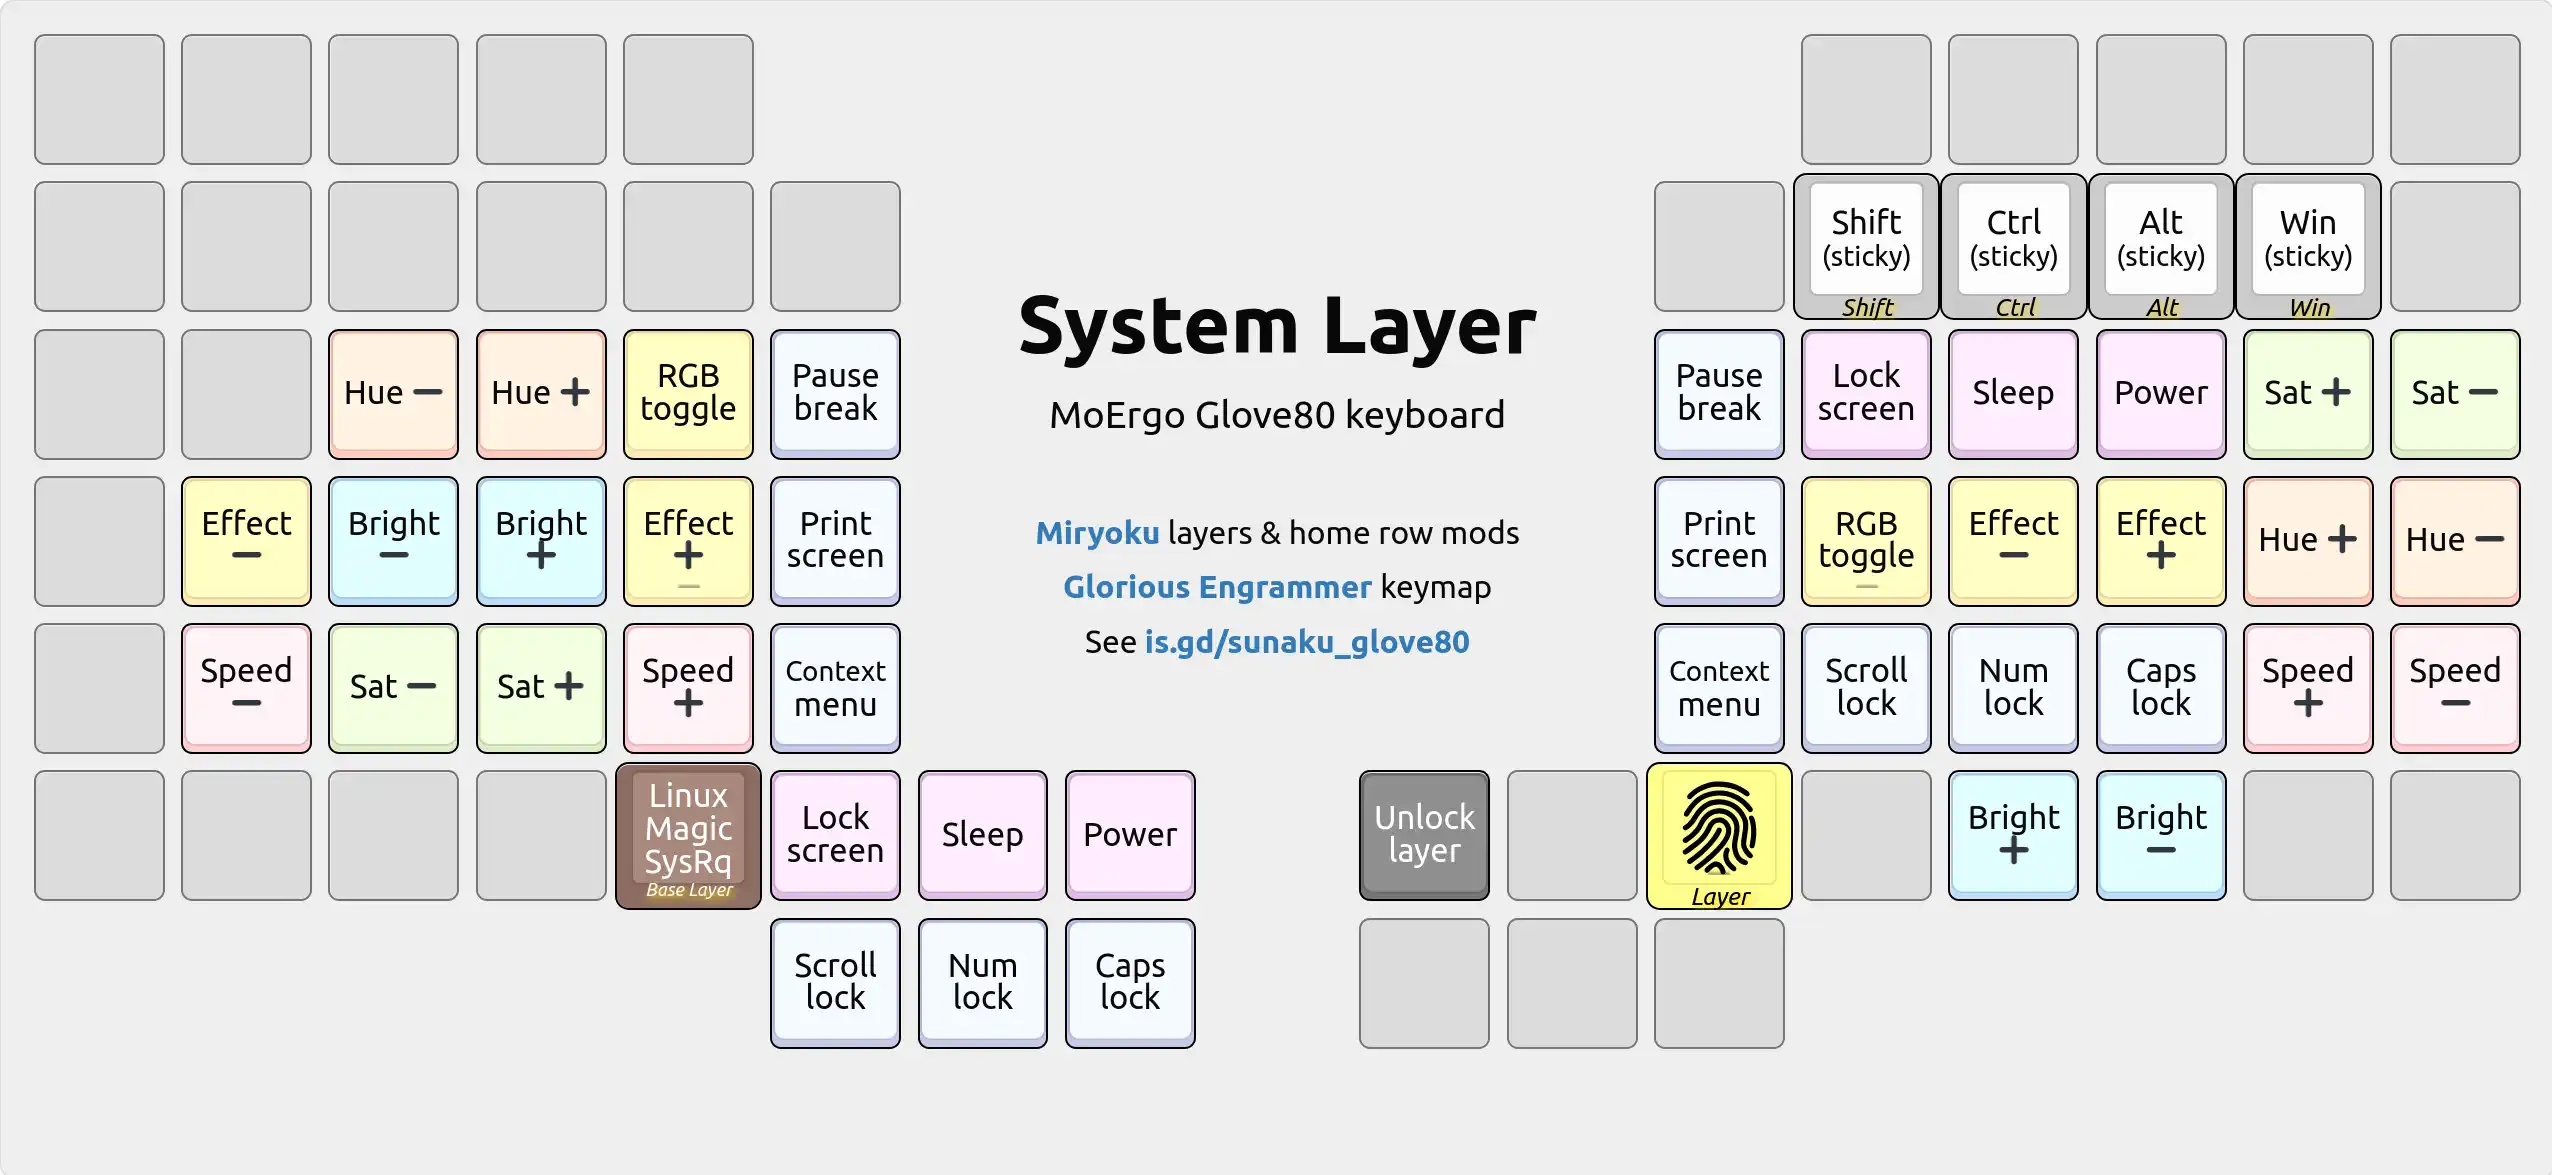 Shift
(sticky)
Shift
Ctrl
(sticky)
Ctrl
Alt
(sticky)
Alt
Win
(sticky)
Win
System Layer
MoErgo Glove80 keyboard
Miryoku layers & home row mods
Glorious Engrammer keymap
See is.gd/sunaku_glove80
Hue −
Hue +
RGB
toggle
Pause
break
Pause
break
Lock
screen
Sleep
Power
Sat +
Sat −
Effect
−
Bright
−
Bright
+
Effect
+
Print
screen
Print
screen
RGB
toggle
Effect
−
Effect
+
Hue +
Hue −
Speed
−
Sat −
Sat +
Speed
+
Context
menu
Context
menu
Scroll
lock
Num
lock
Caps
lock
Speed
+
Speed
−
Linux
Magic
SysRq
Base Layer
Lock
screen
Sleep
Power
Unlock
layer
Layer
Bright
+
Bright
−
Scroll
lock
Num
lock
Caps
lock